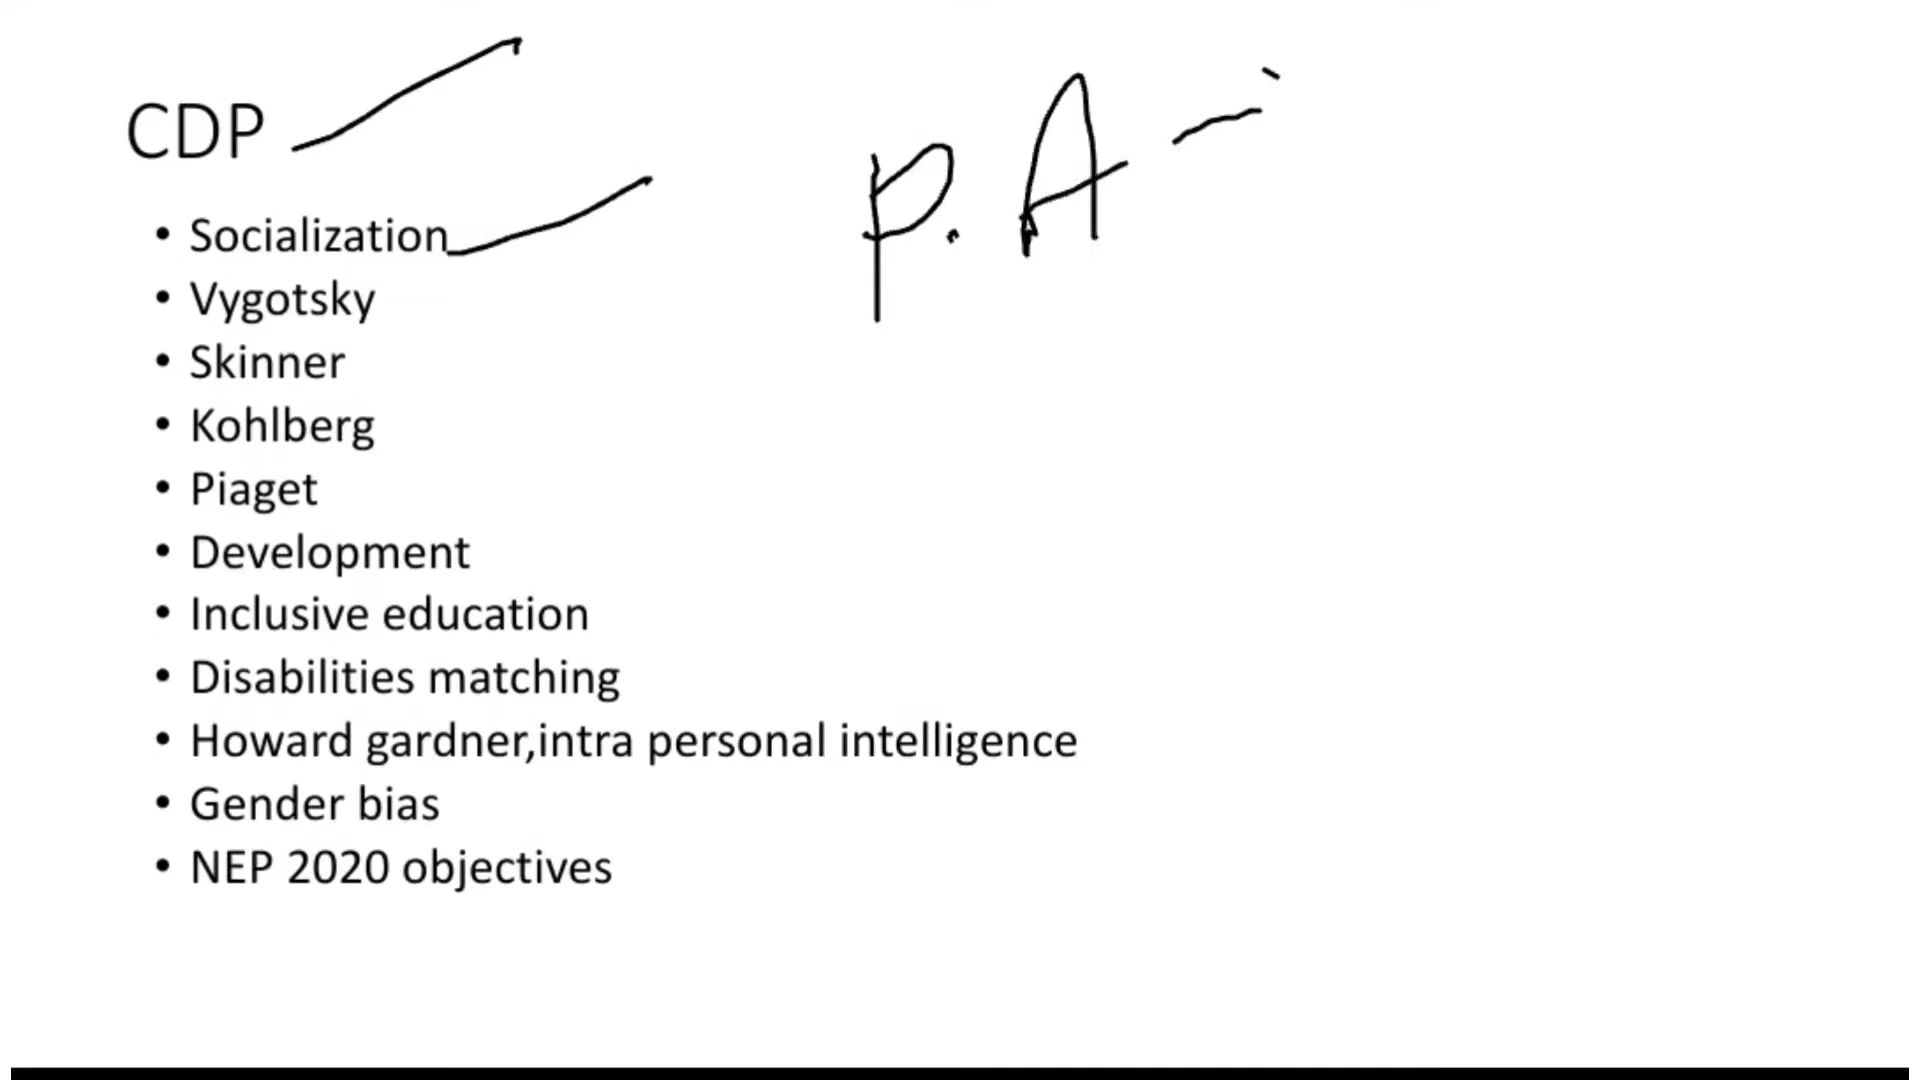 CDP
P. A
• Socialization
• Vygotsky
• Skinner
• Kohlberg
• Piaget
• Development
• Inclusive education
• Disabilities matching
• Howard gardner,intra personal intelligence
• Gender bias
• NEP 2020 objectives